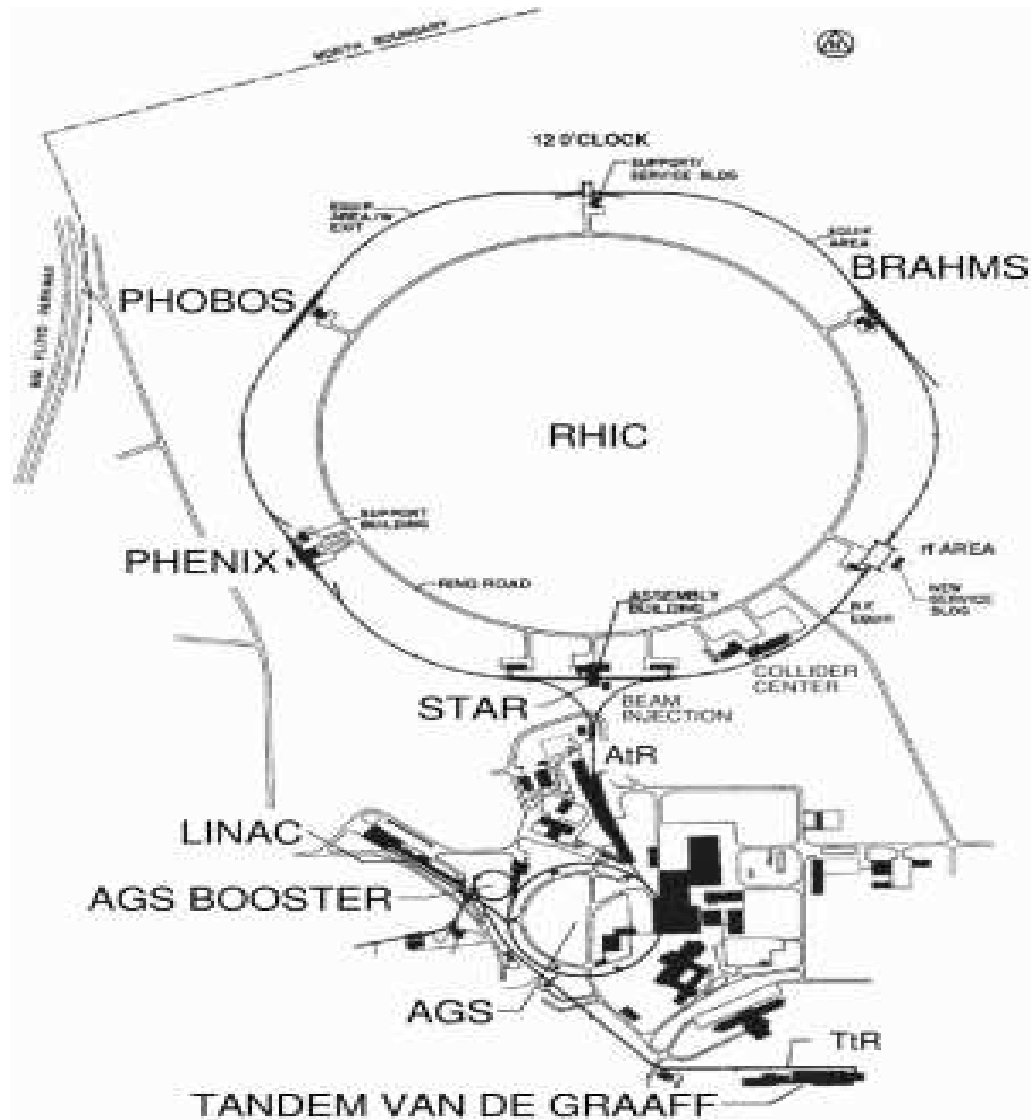 NORTH BOUNDARY
12 O'CLOCK
SUPPORT/
SERVICE BLDG
EQUIP
AREA
BRAHMS
PHOBOS
RHIC
SUPPORT
BUILDING
PHENIX
rf AREA
RING ROAD
ASSEMBLY
BUILDING
NEW
SERVICE
BLDG
COLLIDER
CENTER
STAR
BEAM
INJECTION
AtR
LINAC
AGS BOOSTER
AGS
TtR
TANDEM VAN DE GRAAFF